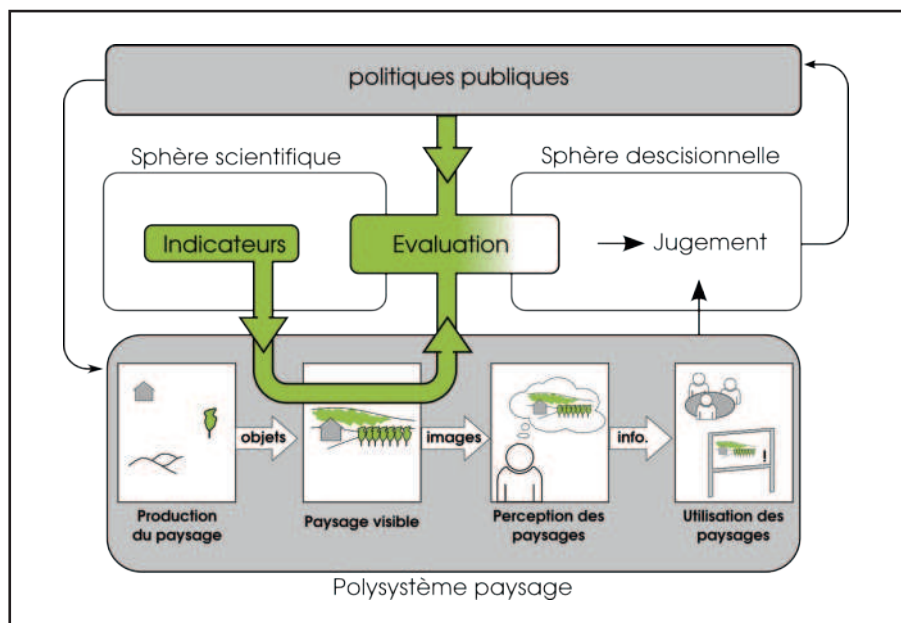 politiques publiques
Sphère scientifique
Sphère descisionnelle
Indicateurs
Evaluation
Jugement
objets
images
info.
Production
du paysage
Paysage visible
Perception des
paysages
Utilisation des
paysages
Polysystème paysage